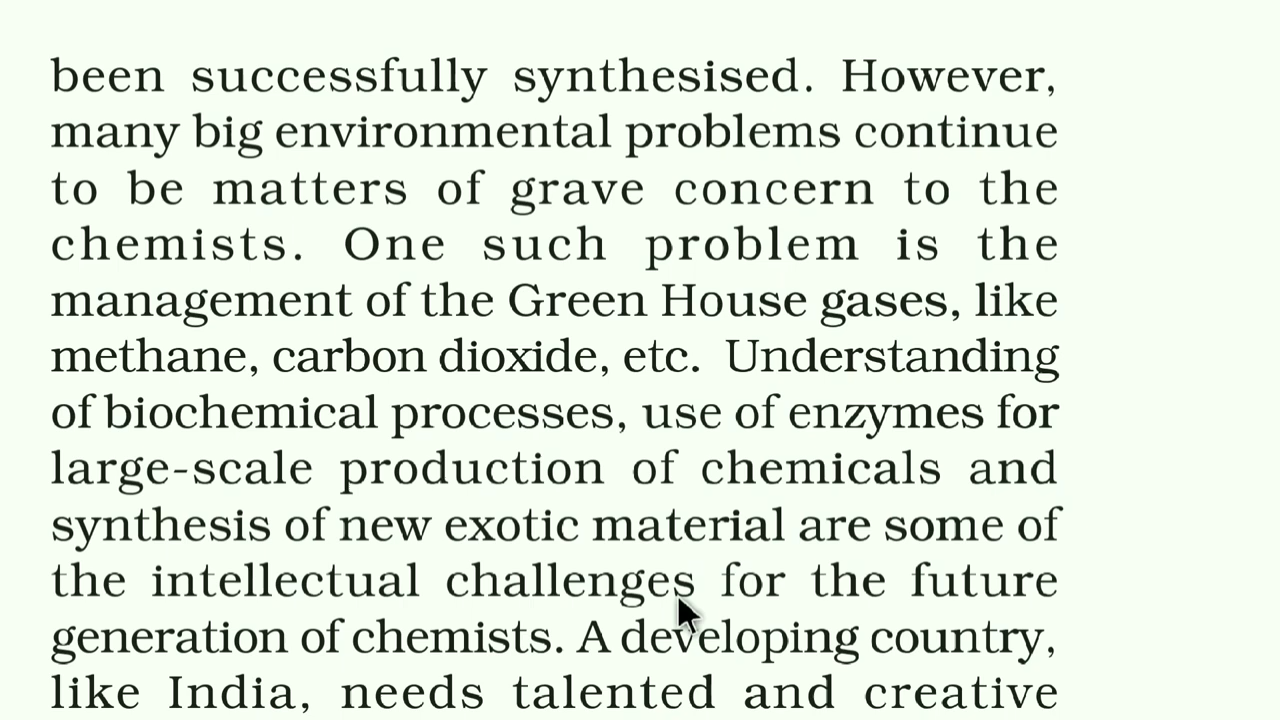 been successfully synthesised. However,
many big environmental problems continue
to be matters of grave concern to the
chemists. One such problem is the
management of the Green House gases, like
methane, carbon dioxide, etc. Understanding
of biochemical processes, use of enzymes for
large-scale production of chemicals and
synthesis of new exotic material are some of
the intellectual challenges for the future
generation of chemists. A developing country,
like India, needs talented and creative